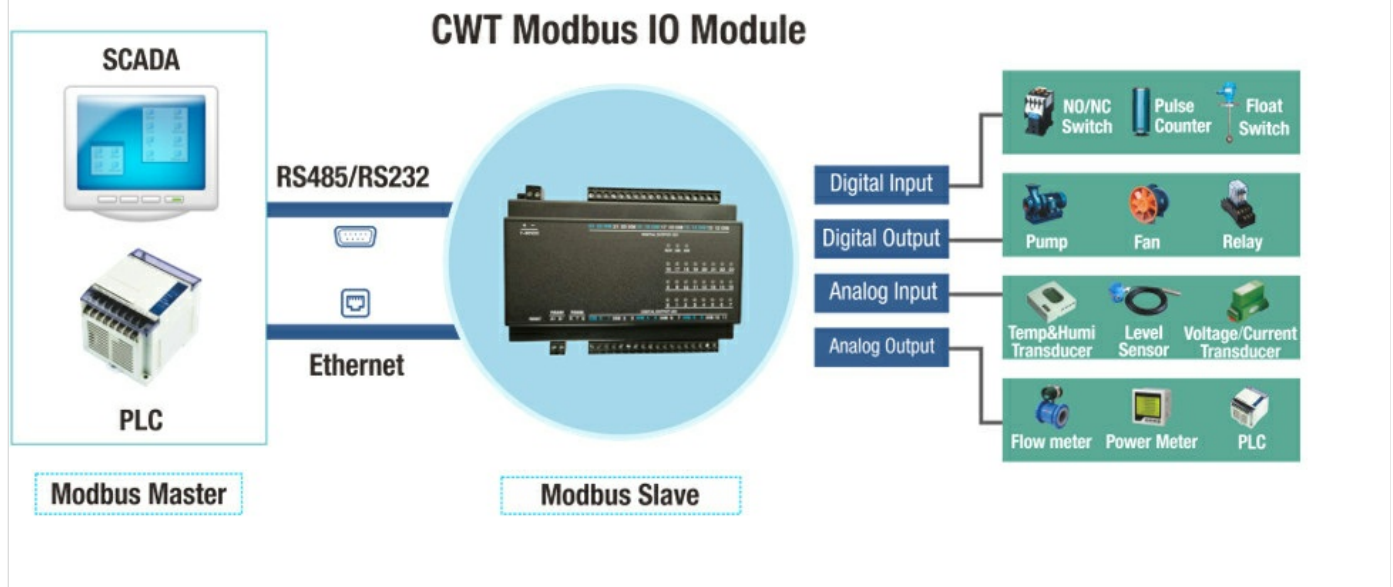 CWT Modbus IO Module
SCADA
RS485/RS232
Ethernet
PLC
Modbus Master
Modbus Slave
Digital Input
Digital Output
Analog Input
Analog Output
NO/NC
Switch
Pulse
Counter
Float
Switch
Pump
Fan
Relay
Temp&Humi
Transducer
Level
Sensor
Voltage/Current
Transducer
Flow meter
Power Meter
PLC